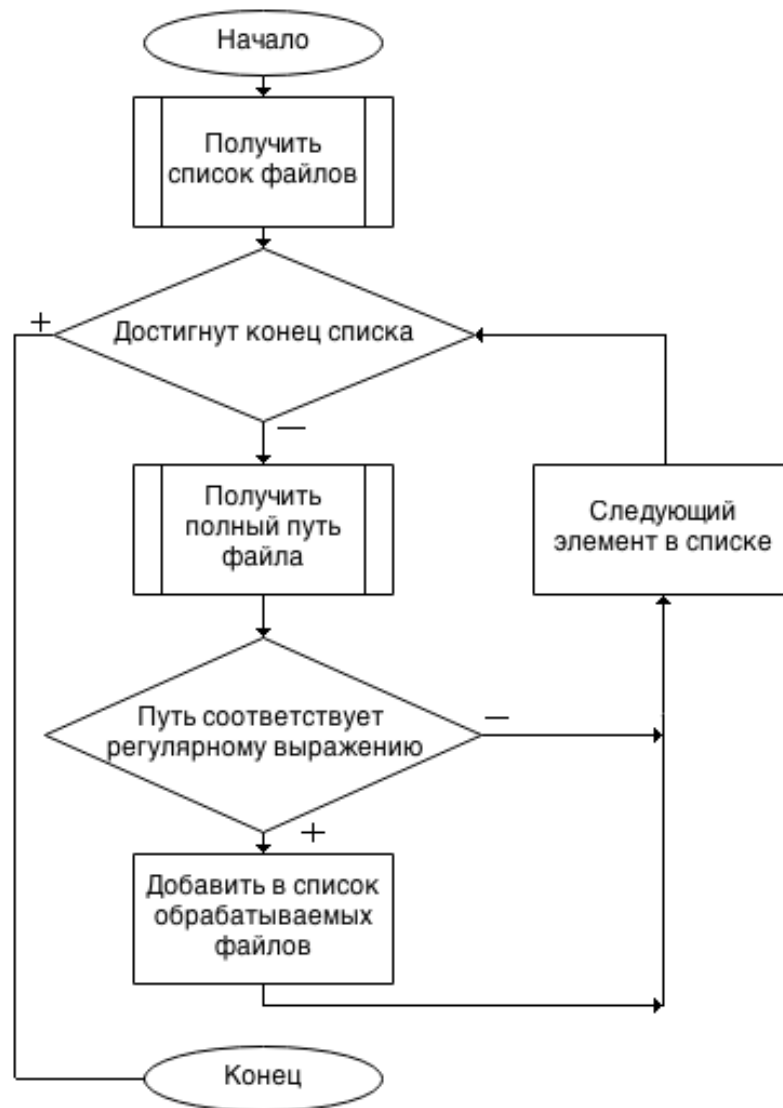 Начало
Получить
список файлов
+
Достигнут конец списка
—
Получить
полный путь
файла
Следующий
элемент в списке
Путь соответствует
регулярному выражению
—
+
Добавить в список
обрабатываемых
файлов
Конец